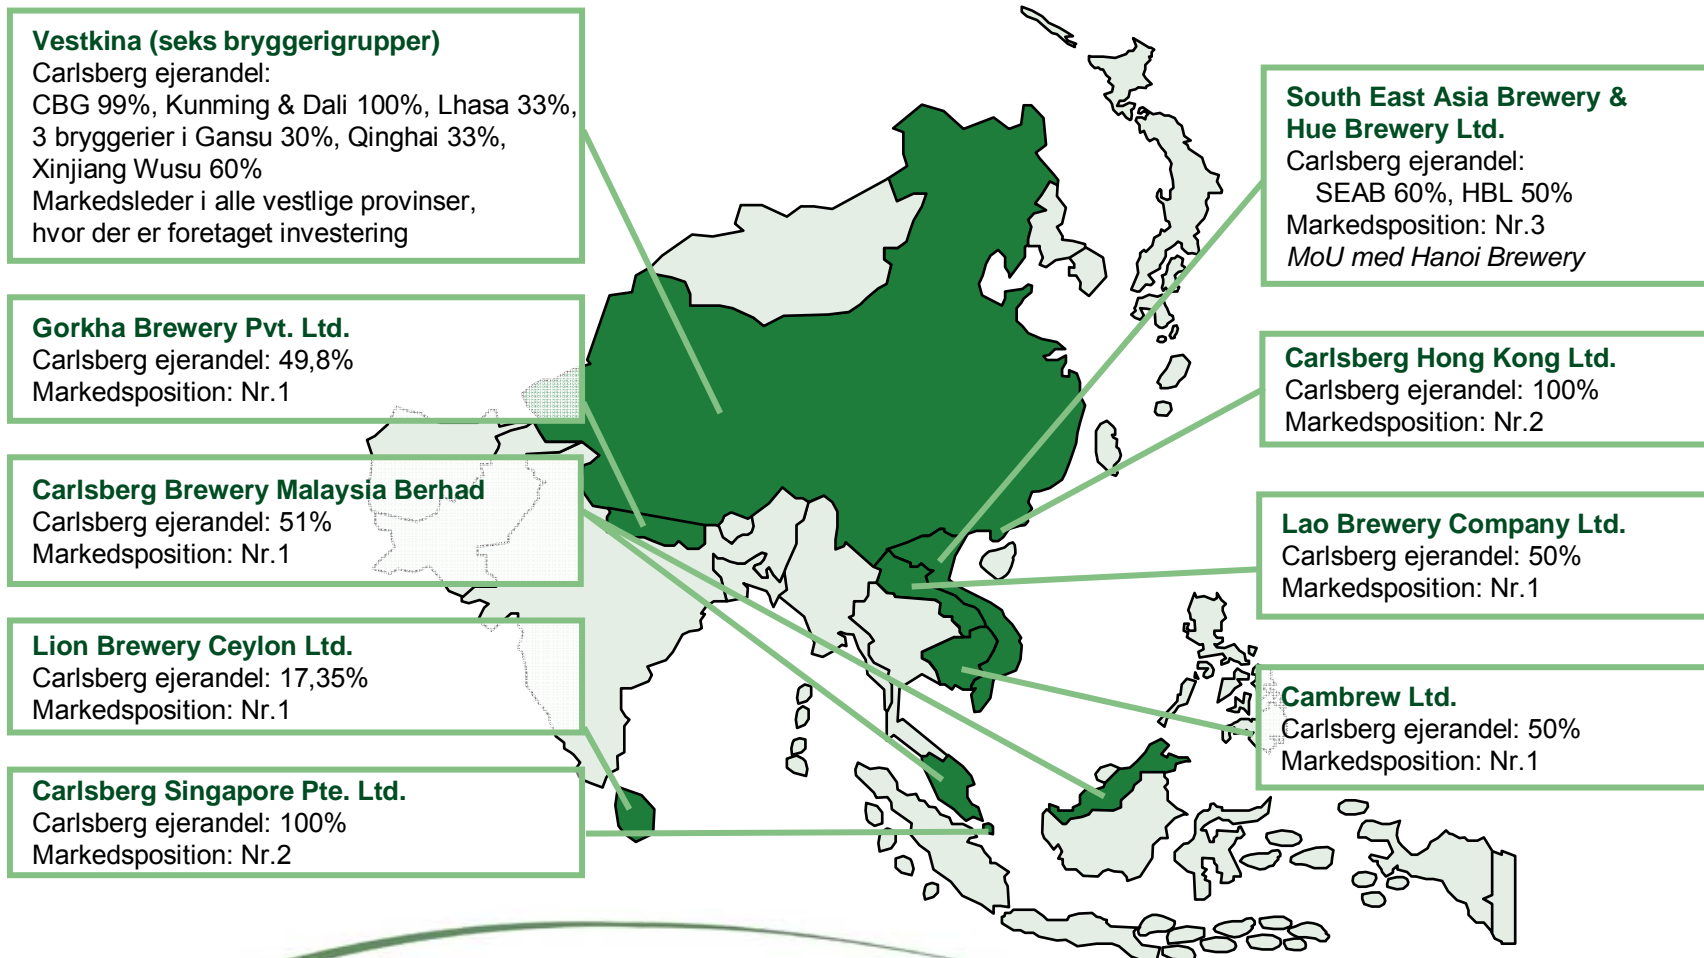 Vestkina (seks bryggerigrupper)
Carlsberg ejerandel:
CBG 99%, Kunming & Dali 100%, Lhasa 33%,
3 bryggerier i Gansu 30%, Qinghai 33%,
Xinjiang Wusu 60%
Markedsleder i alle vestlige provinser,
hvor der er foretaget investering
Gorkha Brewery Pvt. Ltd.
Carlsberg ejerandel: 49,8%
Markedsposition: Nr.1
Carlsberg Brewery Malaysia Berhad
Carlsberg ejerandel: 51%
Markedsposition: Nr.1
Lion Brewery Ceylon Ltd.
Carlsberg ejerandel: 17,35%
Markedsposition: Nr.1
Carlsberg Singapore Pte. Ltd.
Carlsberg ejerandel: 100%
Markedsposition: Nr.2
South East Asia Brewery &
Hue Brewery Ltd.
Carlsberg ejerandel:
SEAB 60%, HBL 50%
Markedsposition: Nr.3
MoU med Hanoi Brewery
Carlsberg Hong Kong Ltd.
Carlsberg ejerandel: 100%
Markedsposition: Nr.2
Lao Brewery Company Ltd.
Carlsberg ejerandel: 50%
Markedsposition: Nr.1
Cambrew Ltd.
Carlsberg ejerandel: 50%
Markedsposition: Nr.1